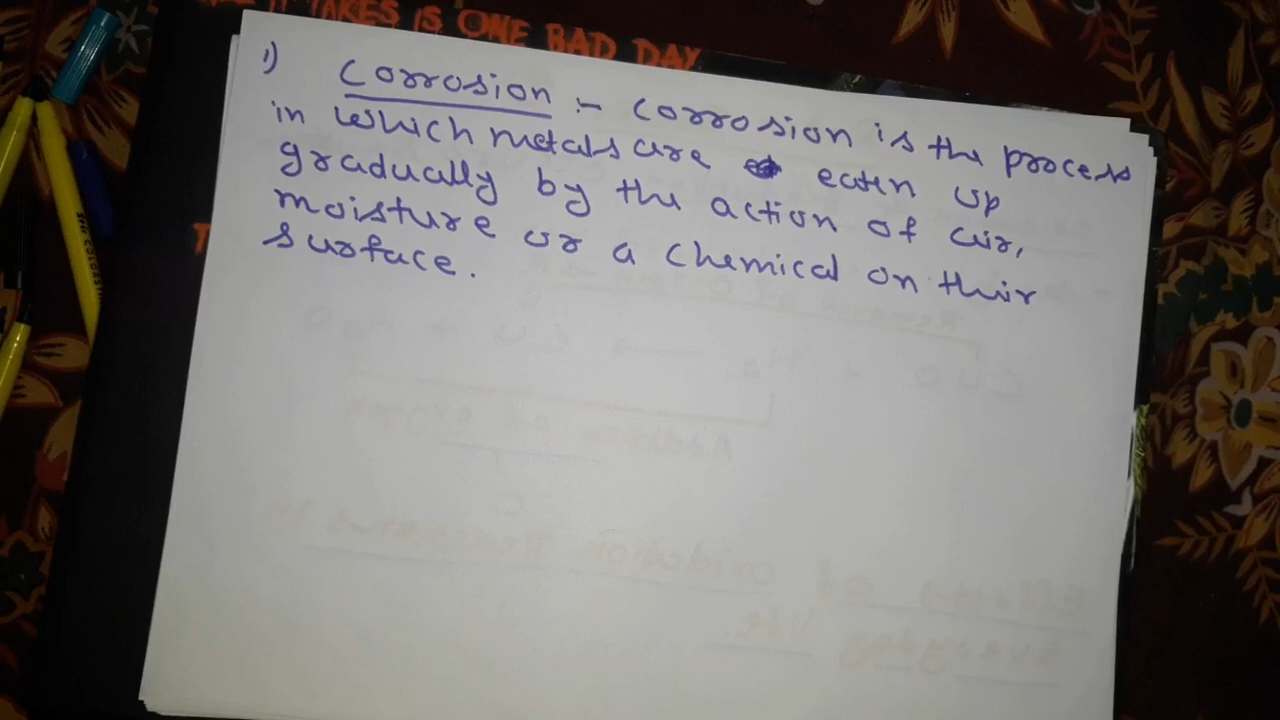 TAKES IS ONE BAD DAY
1) Corrosion :- Corrosion is the process
in which metals are eaten up
gradually by the action of air,
moisture or a chemical on their
surface.